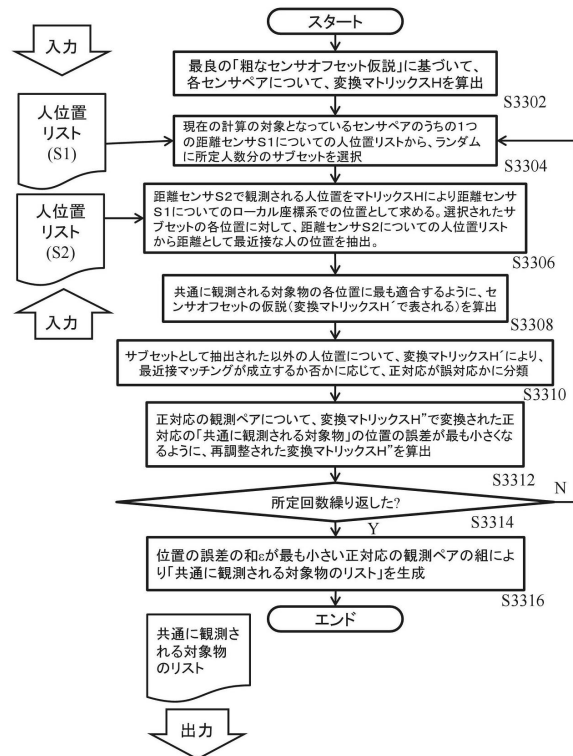 スタート
入力
最良の「粗なセンサオフセット仮説」に基づいて、
各センサペアについて、変換マトリックスHを算出
S3302
人位置
リスト
(S1)
現在の計算の対象となっているセンサペアのうちの1つ
の距離センサS1についての人位置リストから、ランダム
に所定人数分のサブセットを選択
S3304
人位置
リスト
(S2)
距離センサS2で観測される人位置をマトリックスHにより距離センサ
S1についてのローカル座標系での位置として求める。選択されたサ
ブセットの各位置に対して、距離センサS2についての人位置リスト
から距離として最近接な人の位置を抽出。
S3306
入力
共通に観測される対象物の各位置に最も適合するように、セ
ンサオフセットの仮説(変換マトリックスH´で表される)を算出
S3308
サブセットとして抽出された以外の人位置について、変換マトリックスH´により、
最近接マッチングが成立するか否かに応じて、正対応か誤対応かに分類
S3310
正対応の観測ペアについて、変換マトリックスH”で変換された正
対応の「共通に観測される対象物」の位置の誤差が最も小さくな
るように、再調整された変換マトリックスH”を算出
S3312
所定回数繰り返した?
N
S3314
Y
位置の誤差の和εが最も小さい正対応の観測ペアの組によ
り「共通に観測される対象物のリスト」を生成
S3316
エンド
共通に観測さ
れる対象物
のリスト
出力